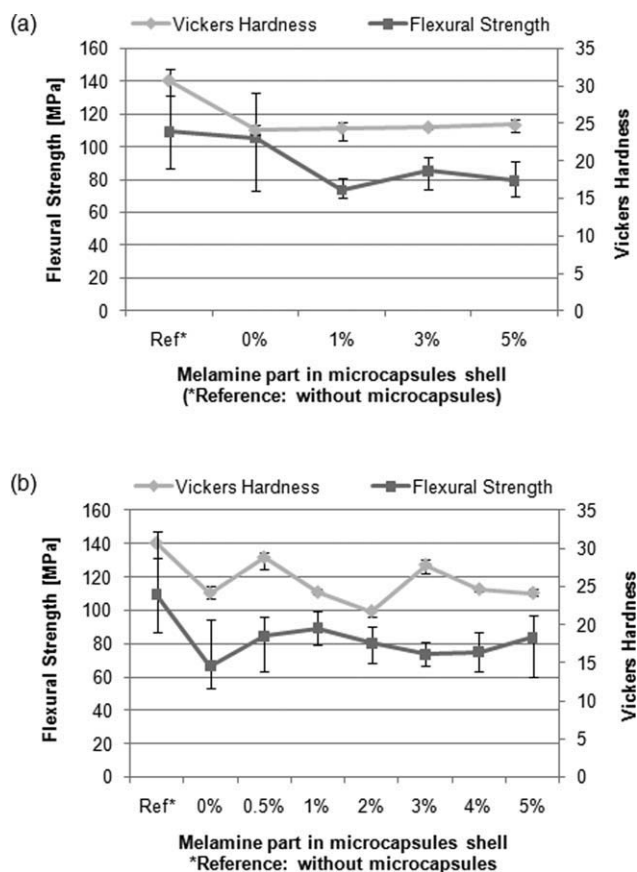 (a)
Vickers Hardness
Flexural Strength
160
140
120
100
80
60
40
20
0
Flexural Strength [MPa]
35
30
25
20
15
10
5
0
Vickers Hardness
Ref* 0% 1% 3% 5%
Melamine part in microcapsules shell
(*Reference: without microcapsules)
(b)
Vickers Hardness
Flexural Strength
160
140
120
100
80
60
40
20
0
Flexural Strength [MPa]
35
30
25
20
15
10
5
0
Vickers Hardness
Ref* 0% 0.5% 1% 2% 3% 4% 5%
Melamine part in microcapsules shell
*Reference: without microcapsules